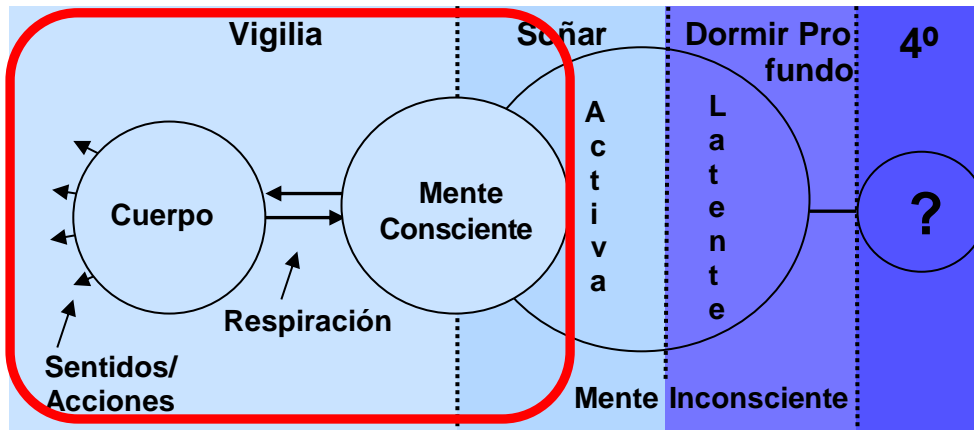 Vigilia
Soñar
Dormir Pro
fundo
4º
Cuerpo
Mente
Consciente
A
c
t
i
v
a
L
a
t
e
n
t
e
?
Respiración
Sentidos/
Acciones
Mente Inconsciente